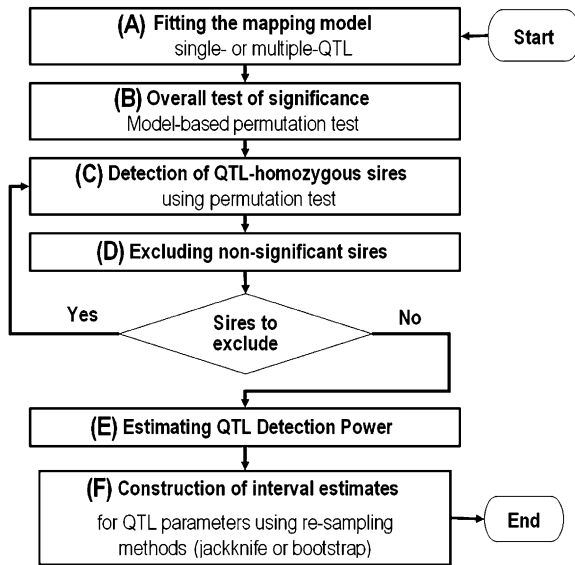 (A) Fitting the mapping model
single- or multiple-QTL
Start
(B) Overall test of significance
Model-based permutation test
(C) Detection of QTL-homozygous sires
using permutation test
(D) Excluding non-significant sires
Yes
Sires to
exclude
No
(E) Estimating QTL Detection Power
(F) Construction of interval estimates
for QTL parameters using re-sampling
methods (jackknife or bootstrap)
End